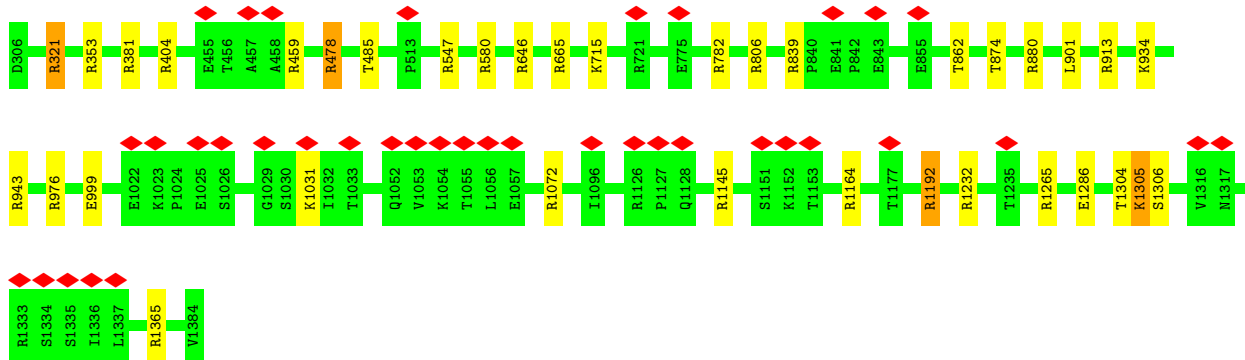 D306 R321 R353 R381 R404 E455 T456 A457 A458 R459 R478 T485 P513 R547 R580 R646 R665 K715 R721 E775 R782 R806 R839 P840 E841 P842 E843 E855 T862 T874 R880 L901 R913 K934
R943 R976 E999 E1022 K1023 P1024 E1025 S1026 G1029 S1030 K1031 I1032 T1033 Q1052 V1053 K1054 T1055 L1056 E1057 R1072 I1096 R1126 P1127 Q1128 R1145 S1151 K1152 T1153 R1164 T1177 R1192 R1232 T1235 R1265 E1286 T1304 K1305 S1306 V1316 N1317
R1333 S1334 S1335 I1336 L1337 R1365 V1384